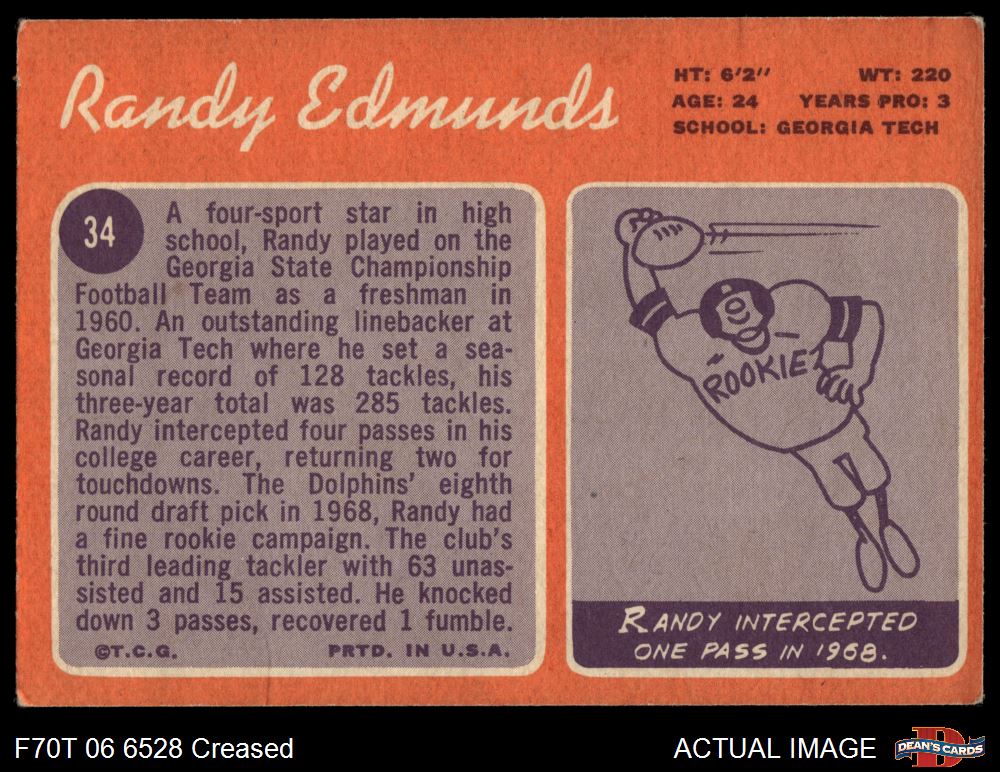 Randy Edmunds
HT: 6'2" WT: 220
AGE: 24 YEARS PRO: 3
SCHOOL: GEORGIA TECH
34
A four-sport star in high
school, Randy played on the
Georgia State Championship
Football Team as a freshman in
1960. An outstanding linebacker at
Georgia Tech where he set a sea-
sonal record of 128 tackles, his
three-year total was 285 tackles.
Randy intercepted four passes in his
college career, returning two for
touchdowns. The Dolphins' eighth
round draft pick in 1968, Randy had
a fine rookie campaign. The club's
third leading tackler with 63 unas-
sisted and 15 assisted. He knocked
down 3 passes, recovered 1 fumble.
©T.C.G. PRTD. IN U.S.A.
ROOKIE
RANDY INTERCEPTED
ONE PASS IN 1968.
F70T 06 6528 Creased
ACTUAL IMAGE
D
DEAN'S CARDS